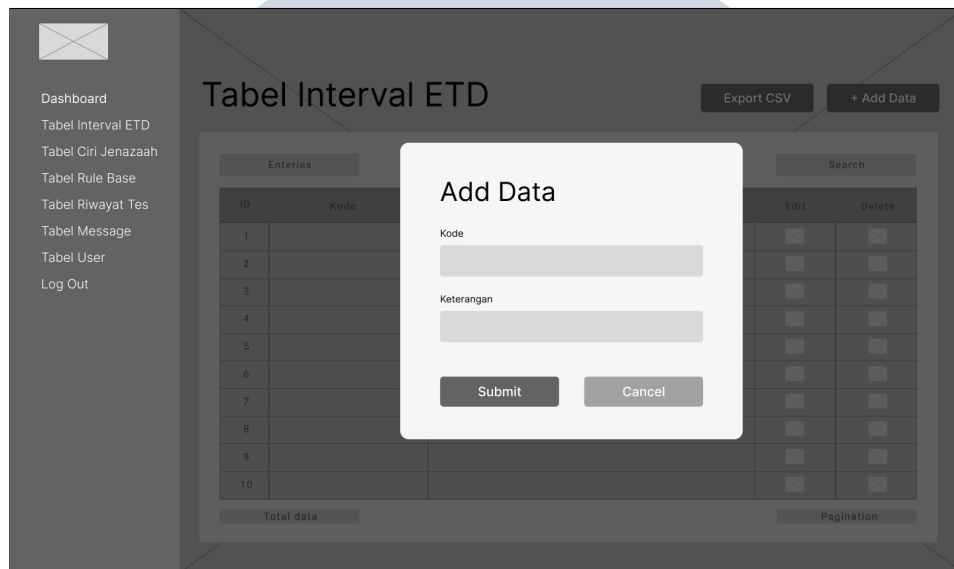 Dashboard
Tabel Interval ETD
Tabel Ciri Jenazaah
Tabel Rule Base
Tabel Riwayat Tes
Tabel Message
Tabel User
Log Out
Tabel Interval ETD
Export CSV
+ Add Data
Enteries
Search
ID Kode Edit Delete
1
2
3
4
5
6
7
8
9
10
Total data
Pagination
Add Data
Kode
Keterangan
Submit
Cancel